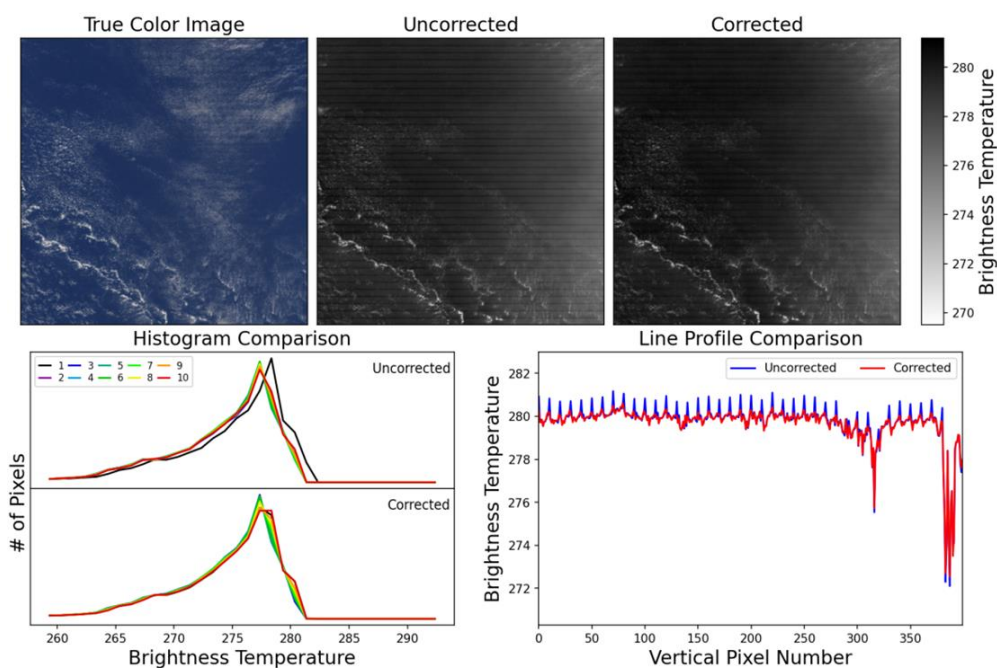 True Color Image
Uncorrected
Corrected
280
278
276
274
272
270
Brightness Temperature
Histogram Comparison
1 3 5 7 9
2 4 6 8 10
Uncorrected
Corrected
# of Pixels
260 265 270 275 280 285 290
Brightness Temperature
Line Profile Comparison
Uncorrected Corrected
282
280
278
276
274
272
Brightness Temperature
0 50 100 150 200 250 300 350
Vertical Pixel Number